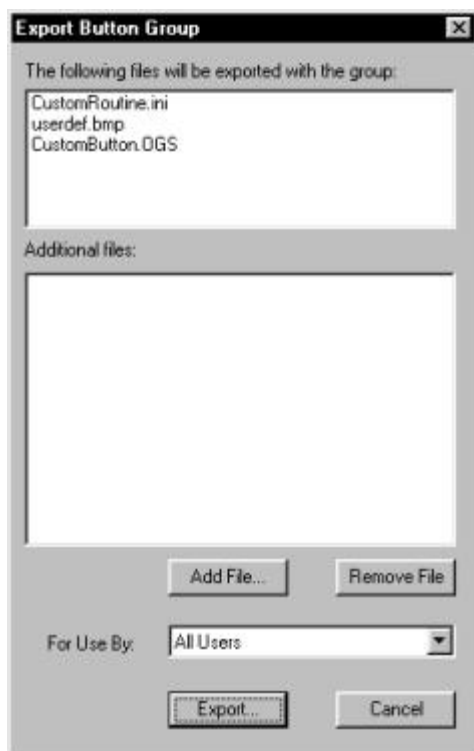 Export Button Group
The following files will be exported with the group:
CustomRoutine.ini
userdef.bmp
CustomButton.OGS
Additional files:
Add File...
Remove File
For Use By:
All Users
Export...
Cancel